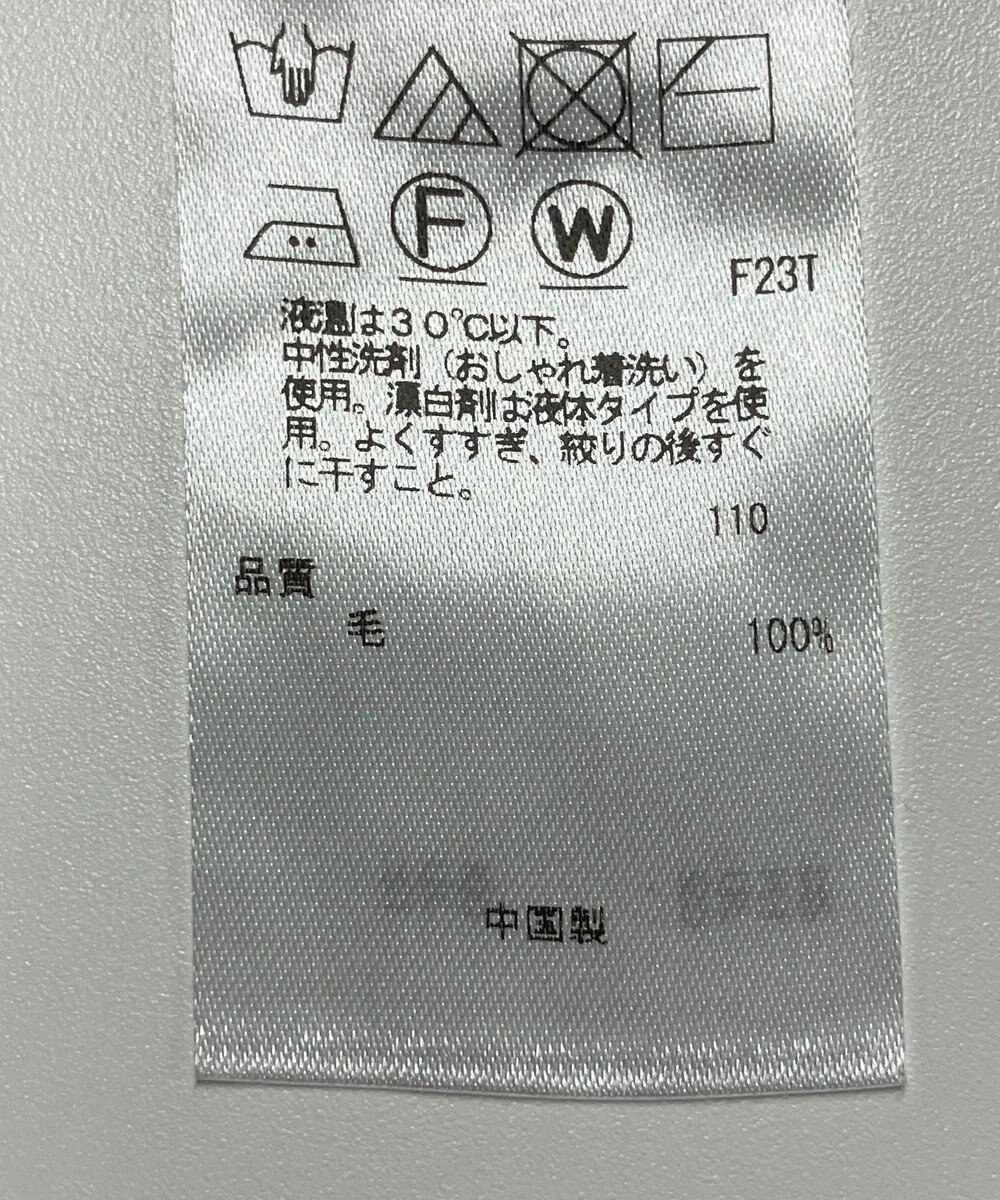 F
W
F23T
液温は30℃以下。
中性洗剤（おしゃれ着洗い）を
使用。漂白剤は液体タイプを使
用。よくすすぎ、絞りの後すぐ
に干すこと。
110
品質
毛 100%
中国製